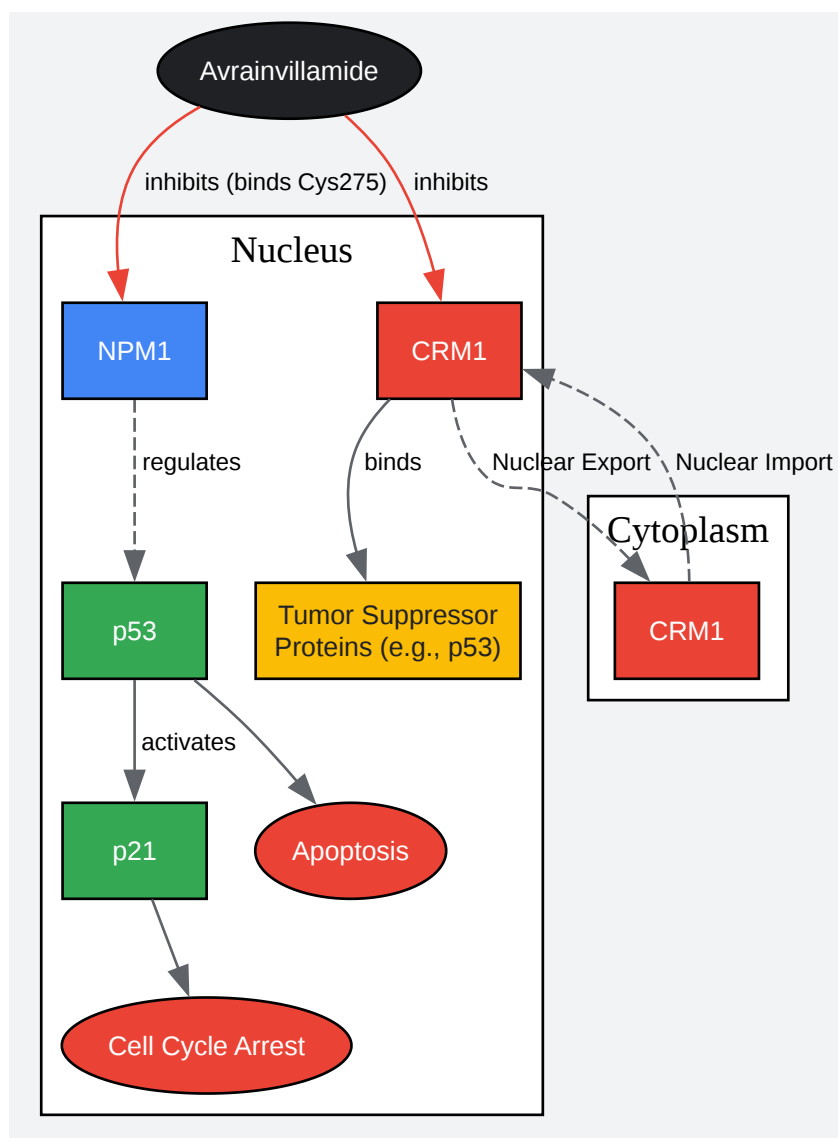 Avrainvillamide
inhibits (binds Cys275)
inhibits
Nucleus
NPM1
CRM1
regulates
binds
Nuclear Export
Nuclear Import
Cytoplasm
p53
Tumor Suppressor
Proteins (e.g., p53)
CRM1
activates
p21
Apoptosis
Cell Cycle Arrest